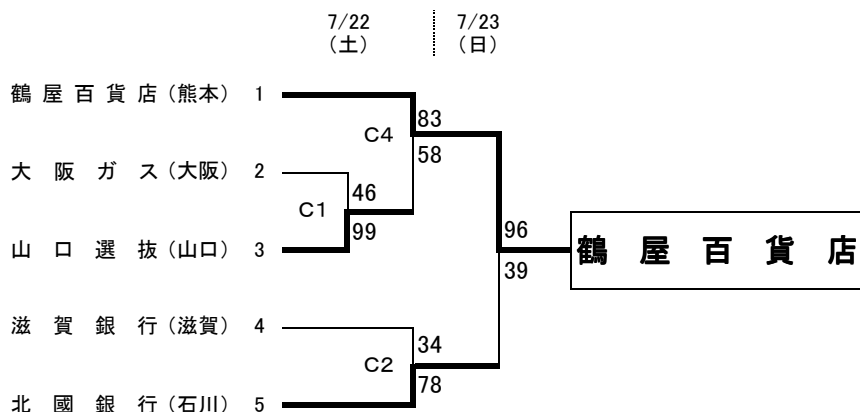 7/22 7/23
（土） （日）
鶴屋百貨店（熊本） 1
83
C4
58
大阪ガス（大阪） 2
46
C1
99
山口選抜（山口） 3
96
鶴屋百貨店
39
滋賀銀行（滋賀） 4
34
C2
78
北國銀行（石川） 5